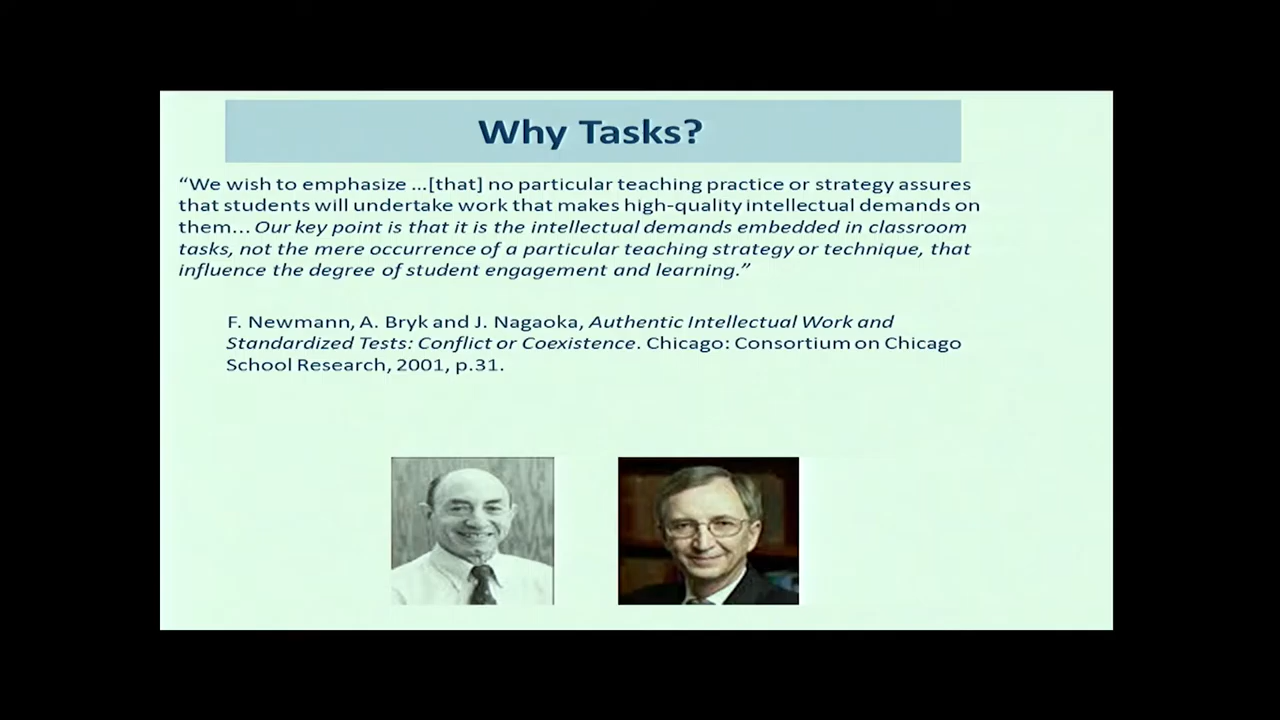 Why Tasks?
“We wish to emphasize ...[that] no particular teaching practice or strategy assures
that students will undertake work that makes high-quality intellectual demands on
them... Our key point is that it is the intellectual demands embedded in classroom
tasks, not the mere occurrence of a particular teaching strategy or technique, that
influence the degree of student engagement and learning.”
F. Newmann, A. Bryk and J. Nagaoka, Authentic Intellectual Work and
Standardized Tests: Conflict or Coexistence. Chicago: Consortium on Chicago
School Research, 2001, p.31.